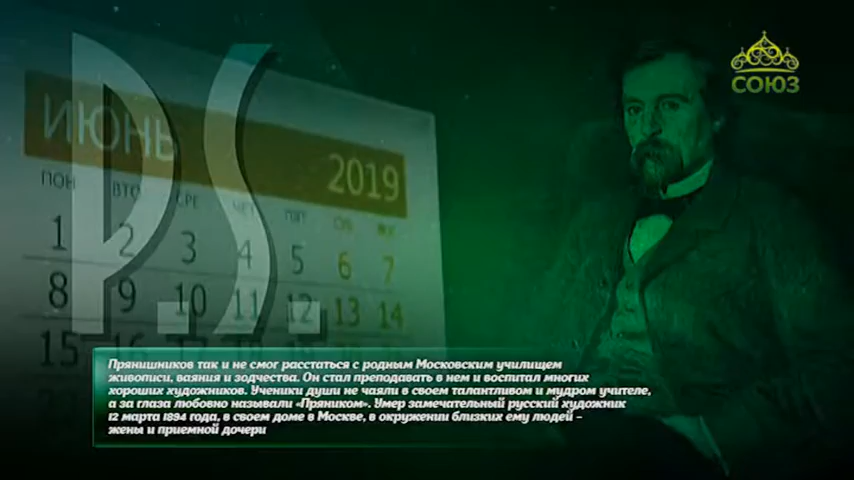 СОЮЗ
P.S.
ИЮНЬ 2019
ПОН ВТО СРЕ ЧЕТ ПЯТ СУБ
1 2 3 4 5 6 7
8 9 10 11 12 13 14
15 16
Прянишников так и не смог расстаться с родным Московским училищем
живописи, ваяния и зодчества. Он стал преподавать в нем и воспитал многих
хороших художников. Ученики души не чаяли в своем талантливом и мудром учителе,
а за глаза любовно называли «Пряником». Умер замечательный русский художник
12 марта 1894 года, в своем доме в Москве, в окружении близких ему людей –
жены и приемной дочери